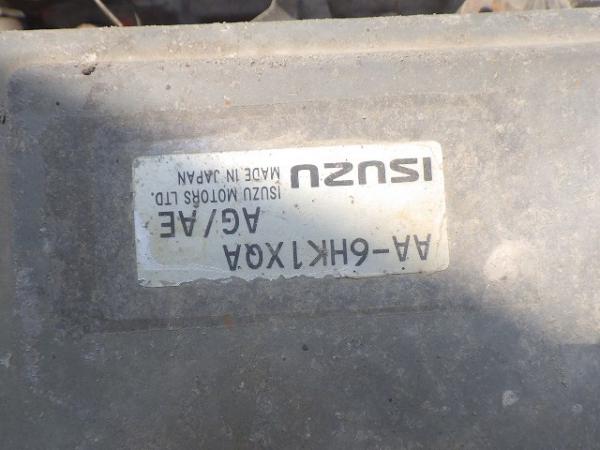 AA-6HK1XQA
AG/AE
ISUZU MOTORS LTD.
ISUZU MADE IN JAPAN